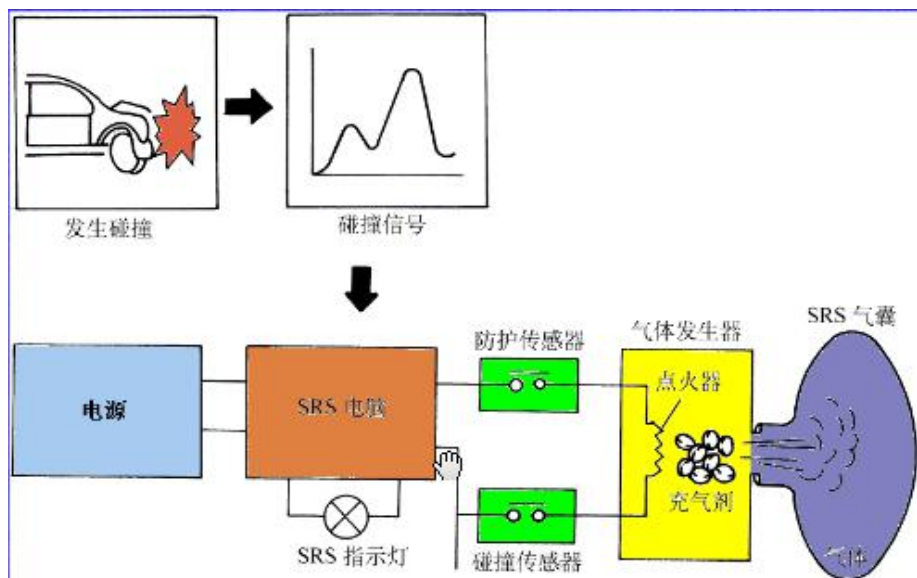 发生碰撞
碰撞信号
SRS 气囊
防护传感器
气体发生器
点火器
电源
SRS 电脑
充气剂
SRS 指示灯
碰撞传感器
气体